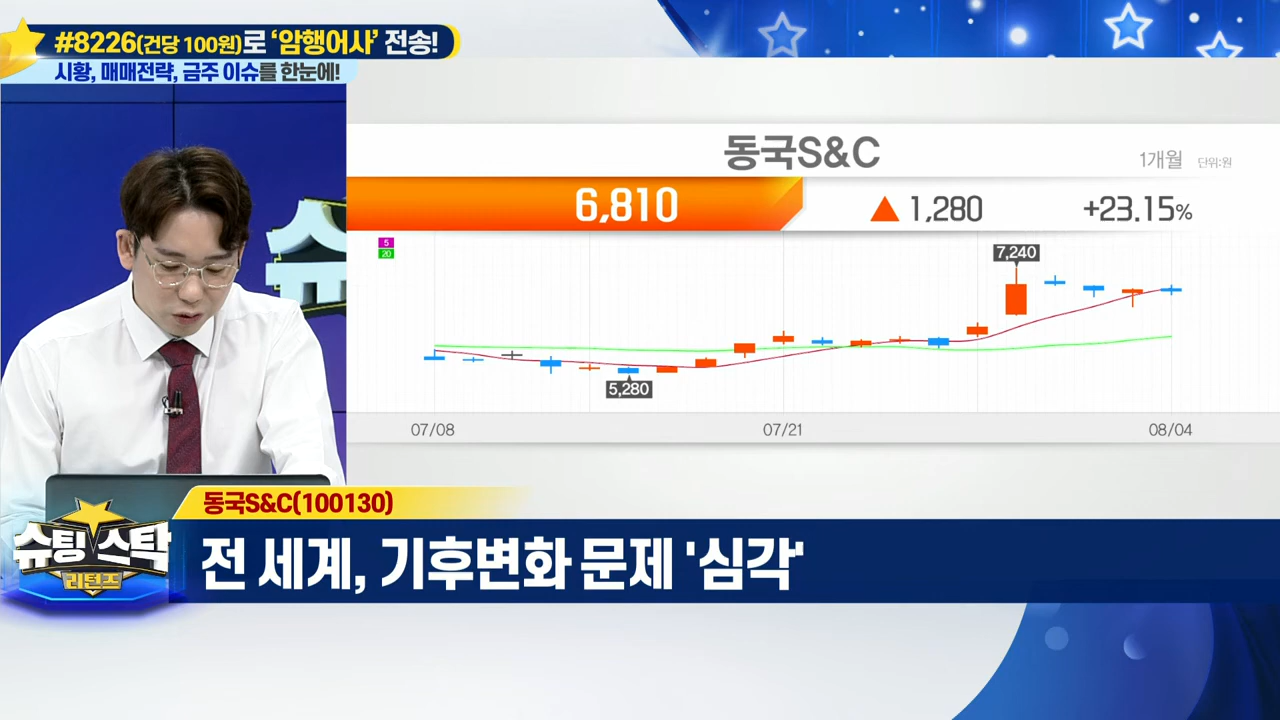 #8226(건당 100원)로 '암행어사' 전송!
시황, 매매전략, 금주 이슈를 한눈에!
슈
동국S&C
1개월 단위:원
6,810 ▲ 1,280 +23.15%
5
20
7,240
5,280
07/08 07/21 08/04
동국S&C(100130)
슈팅 스탁
리턴즈
전 세계, 기후변화 문제 '심각'